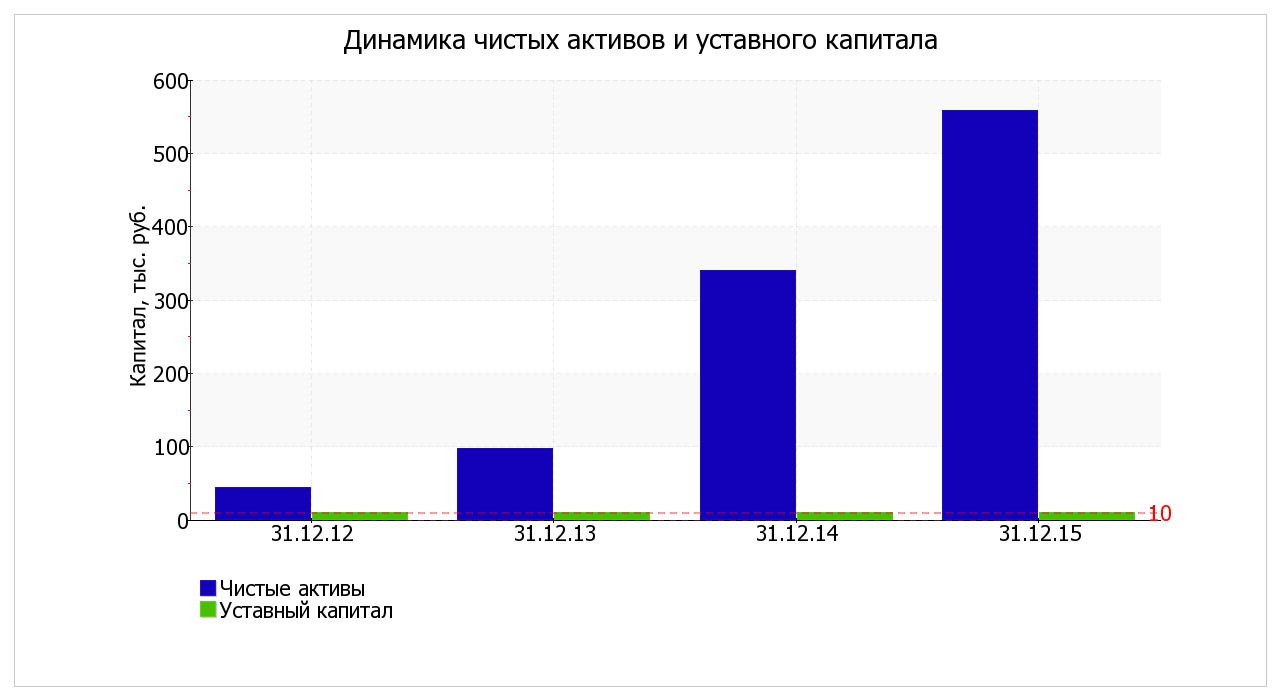 Динамика чистых активов и уставного капитала
Капитал, тыс. руб.
600
500
400
300
200
100
0
10
31.12.12 31.12.13 31.12.14 31.12.15
Чистые активы
Уставный капитал